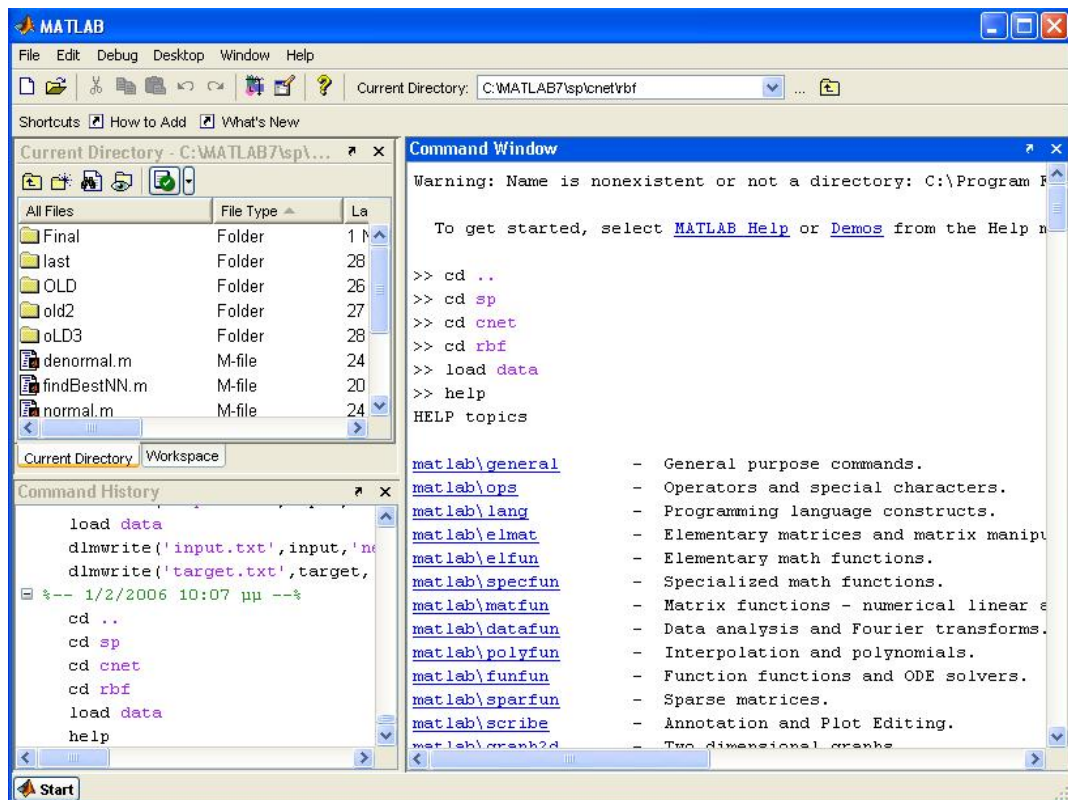 MATLAB
File Edit Debug Desktop Window Help
Current Directory: C:\MATLAB7\sp\cnet\rbf ...
Shortcuts How to Add What's New
Current Directory - C:\MATLAB7\sp\...
All Files File Type La
Final Folder 1
last Folder 28
OLD Folder 26
old2 Folder 27
oLD3 Folder 28
denormal.m M-file 24
findBestNN.m M-file 20
normal.m M-file 24
Current Directory Workspace
Command History
load data
dlmwrite('input.txt',input,'ne
dlmwrite('target.txt',target,
%-- 1/2/2006 10:07 μμ --%
cd ..
cd sp
cd cnet
cd rbf
load data
help
Command Window
Warning: Name is nonexistent or not a directory: C:\Program F
To get started, select MATLAB Help or Demos from the Help m
>> cd ..
>> cd sp
>> cd cnet
>> cd rbf
>> load data
>> help
HELP topics
matlab\general - General purpose commands.
matlab\ops - Operators and special characters.
matlab\lang - Programming language constructs.
matlab\elmat - Elementary matrices and matrix manipu
matlab\elfun - Elementary math functions.
matlab\specfun - Specialized math functions.
matlab\matfun - Matrix functions - numerical linear a
matlab\datafun - Data analysis and Fourier transforms.
matlab\polyfun - Interpolation and polynomials.
matlab\funfun - Function functions and ODE solvers.
matlab\sparfun - Sparse matrices.
matlab\scribe - Annotation and Plot Editing.
matlab\graph2d - Two dimensional graphs
Start